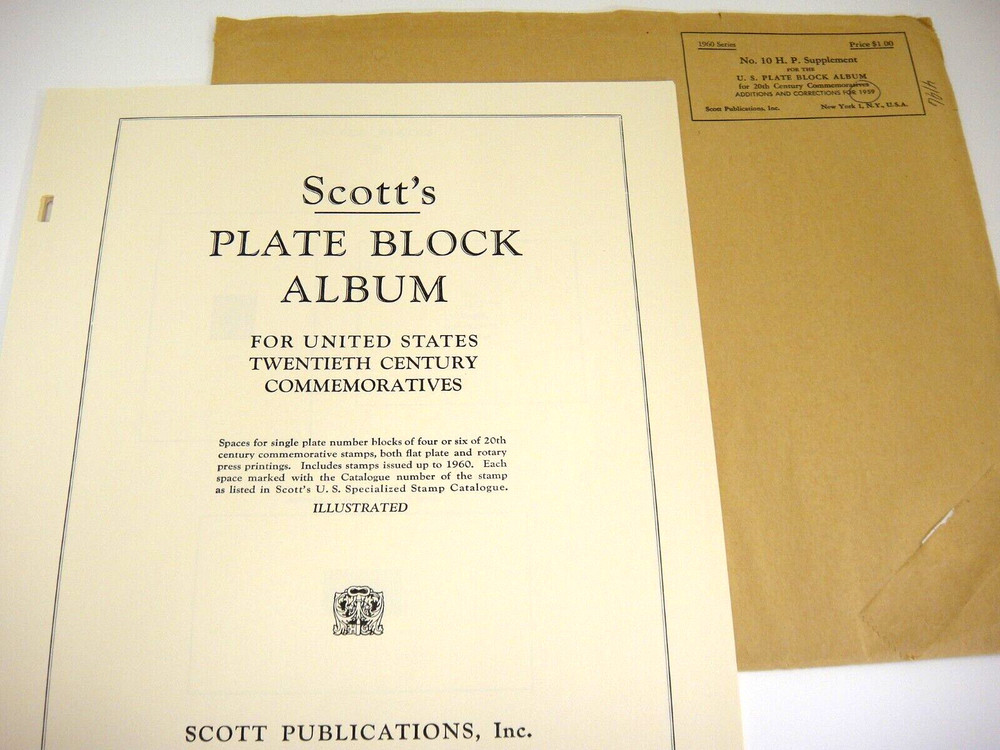 Scott's
PLATE BLOCK
ALBUM
FOR UNITED STATES
TWENTIETH CENTURY
COMMEMORATIVES
Spaces for single plate number blocks of four or six of 20th
century commemorative stamps, both flat plate and rotary
press printings. Includes stamps issued up to 1960. Each
space marked with the Catalogue number of the stamp
as listed in Scott's U. S. Specialized Stamp Catalogue.
ILLUSTRATED
SCOTT PUBLICATIONS, Inc.
1960 Series Price $1.00
No. 10 H. P. Supplement
FOR THE
U. S. PLATE BLOCK ALBUM
for 20th Century Commemoratives
ADDITIONS AND CORRECTIONS FOR 1959
Scott Publications, Inc. New York 1, N.Y., U.S.A.